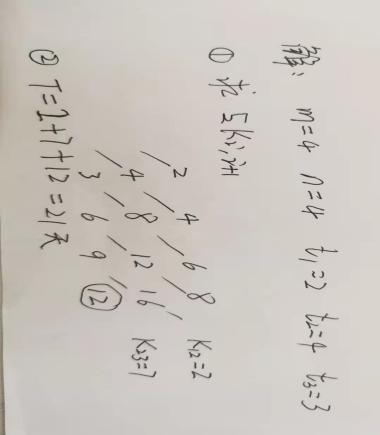 解: m=4 n=4 t₁=2 t₂=4 t₃=3
① 求 ΣKi,i+1
2 4 6 8 K₁₂=2
4 8 12 16 K₂₃=7
3 6 9 12
② T=2+7+12=21天